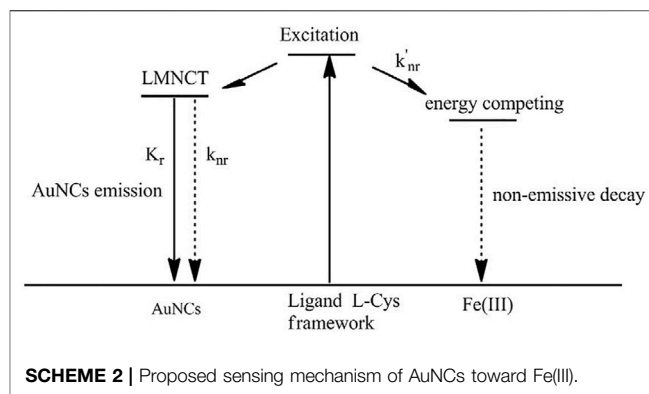 Excitation
LMNCT
k'nr
energy competing
Kr
knr
AuNCs emission
non-emissive decay
AuNCs
Ligand L-Cys
framework
Fe(III)
SCHEME 2 | Proposed sensing mechanism of AuNCs toward Fe(III).